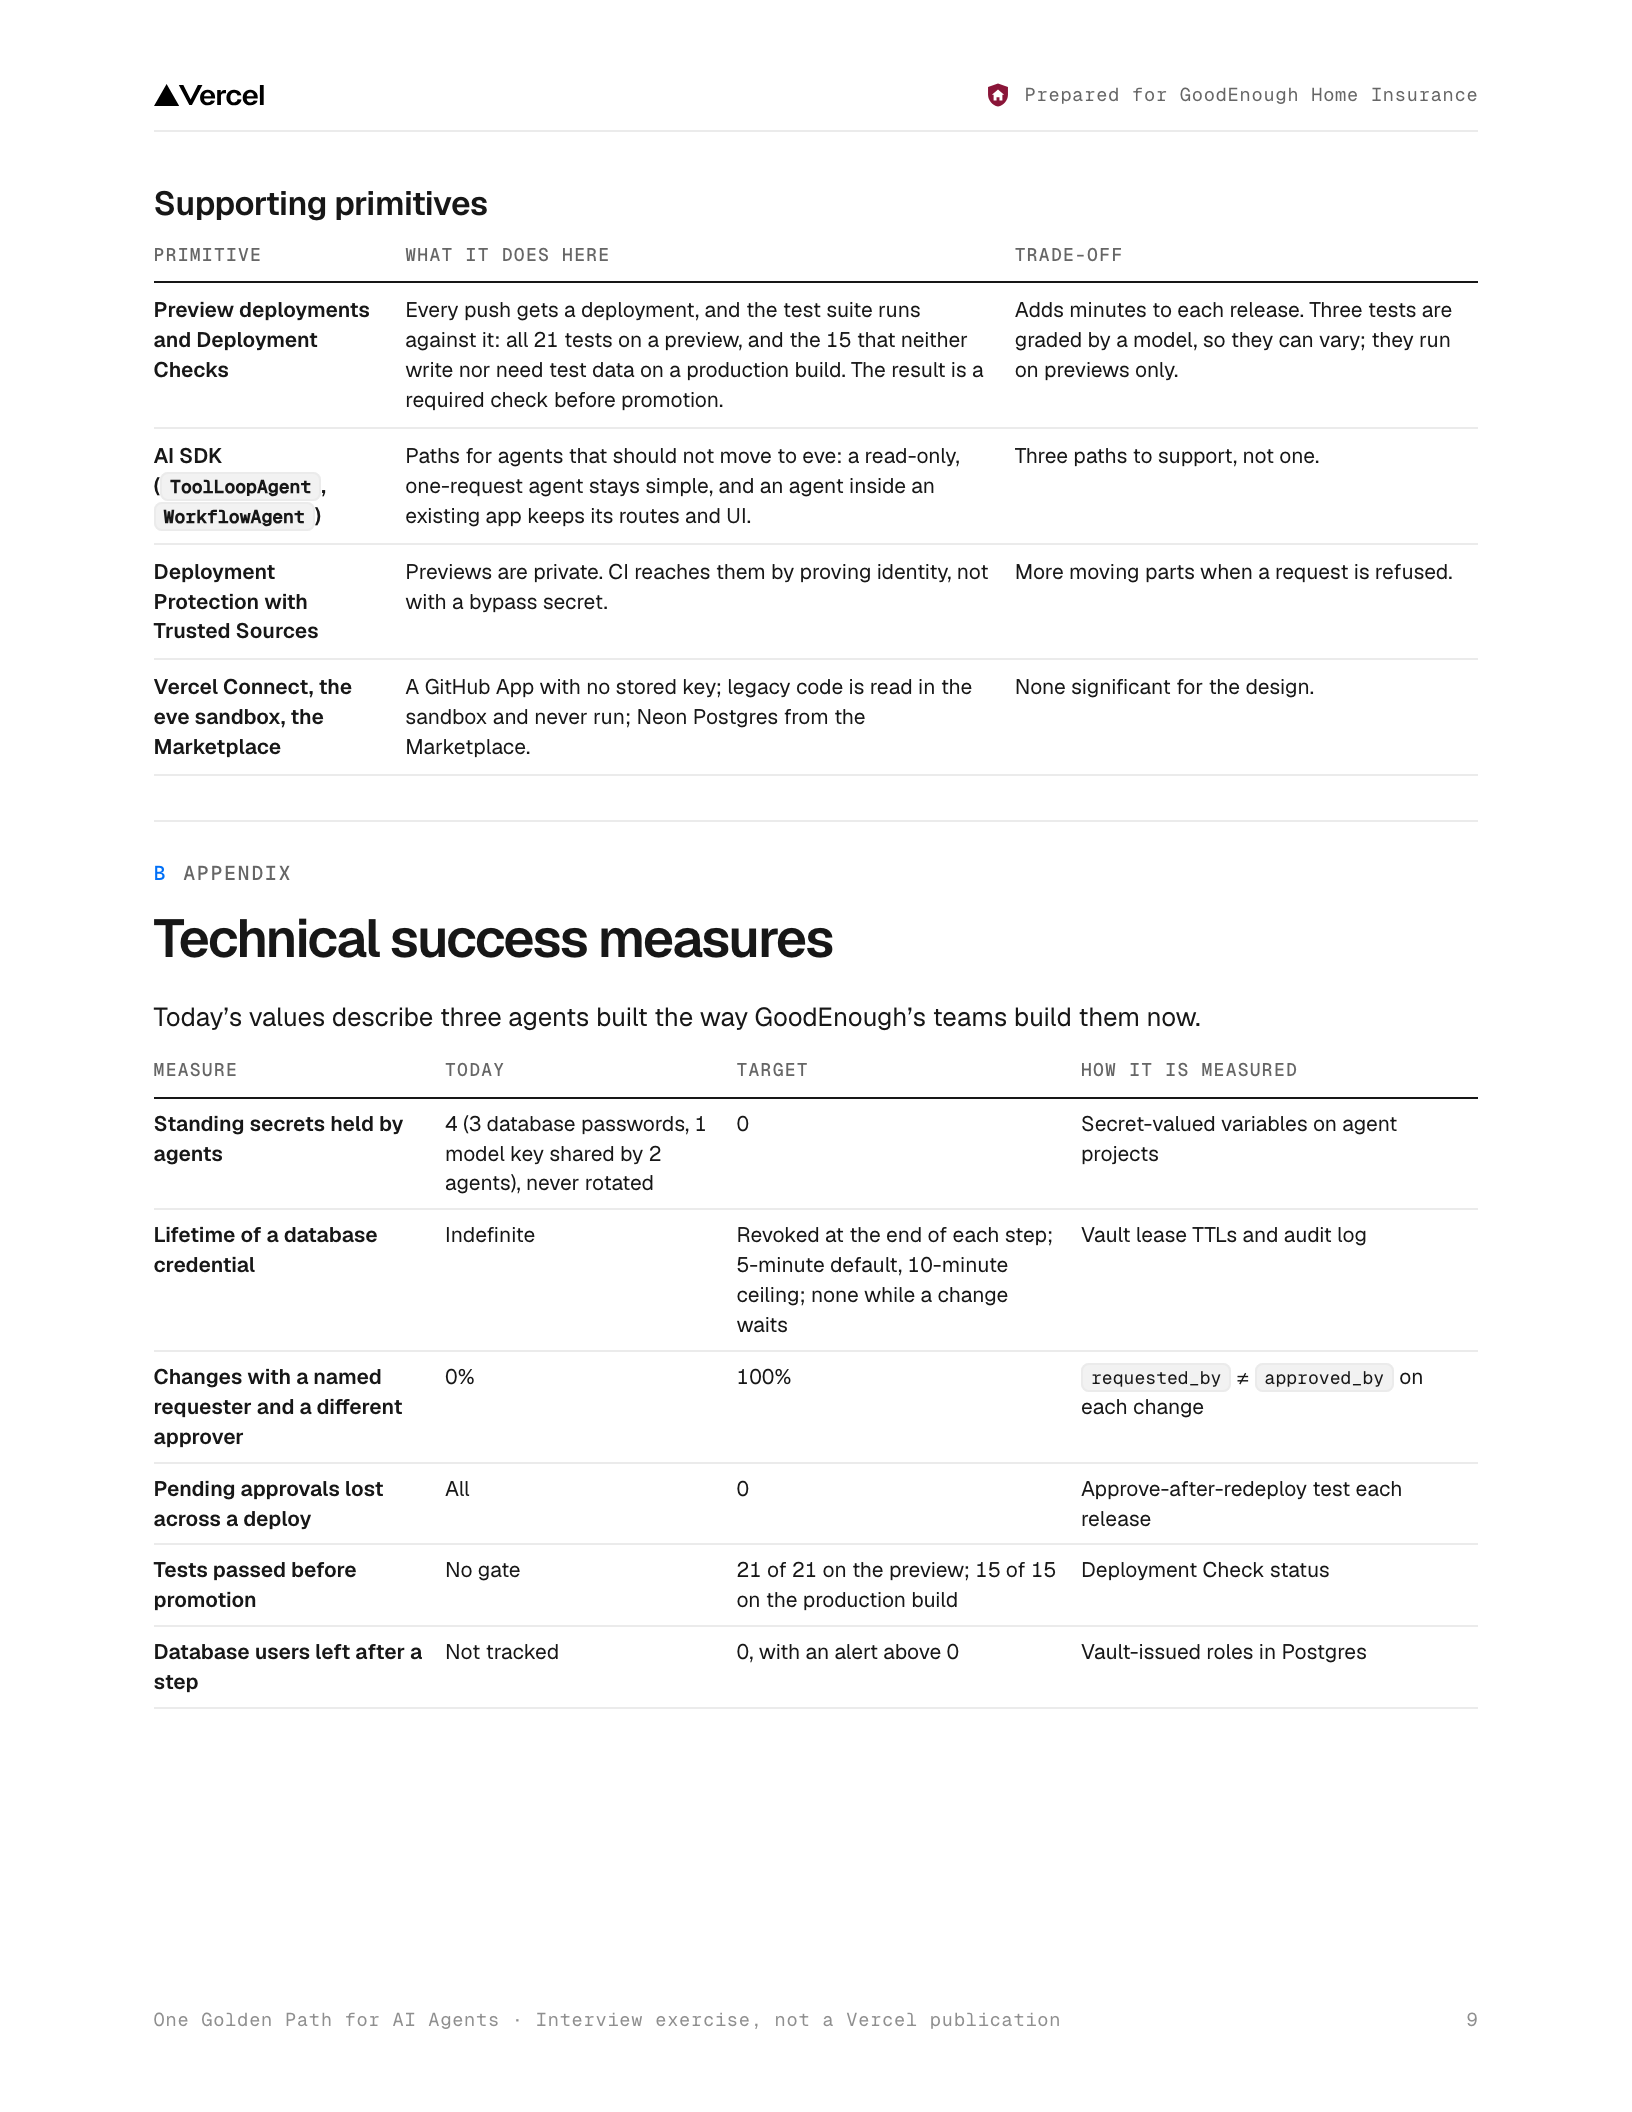 Vercel
Prepared for GoodEnough Home Insurance
Supporting primitives
PRIMITIVE WHAT IT DOES HERE TRADE-OFF
Preview deployments
and Deployment
Checks
Every push gets a deployment, and the test suite runs
against it: all 21 tests on a preview, and the 15 that neither
write nor need test data on a production build. The result is a
required check before promotion.
Adds minutes to each release. Three tests are
graded by a model, so they can vary; they run
on previews only.
AI SDK
(ToolLoopAgent,
WorkflowAgent)
Paths for agents that should not move to eve: a read-only,
one-request agent stays simple, and an agent inside an
existing app keeps its routes and UI.
Three paths to support, not one.
Deployment
Protection with
Trusted Sources
Previews are private. CI reaches them by proving identity, not
with a bypass secret.
More moving parts when a request is refused.
Vercel Connect, the
eve sandbox, the
Marketplace
A GitHub App with no stored key; legacy code is read in the
sandbox and never run; Neon Postgres from the
Marketplace.
None significant for the design.
B APPENDIX
Technical success measures
Today’s values describe three agents built the way GoodEnough’s teams build them now.
MEASURE TODAY TARGET HOW IT IS MEASURED
Standing secrets held by
agents
4 (3 database passwords, 1
model key shared by 2
agents), never rotated
0
Secret-valued variables on agent
projects
Lifetime of a database
credential
Indefinite
Revoked at the end of each step;
5-minute default, 10-minute
ceiling; none while a change
waits
Vault lease TTLs and audit log
Changes with a named
requester and a different
approver
0%
100%
requested_by ≠ approved_by on
each change
Pending approvals lost
across a deploy
All
0
Approve-after-redeploy test each
release
Tests passed before
promotion
No gate
21 of 21 on the preview; 15 of 15
on the production build
Deployment Check status
Database users left after a
step
Not tracked
0, with an alert above 0
Vault-issued roles in Postgres
One Golden Path for AI Agents · Interview exercise, not a Vercel publication
9